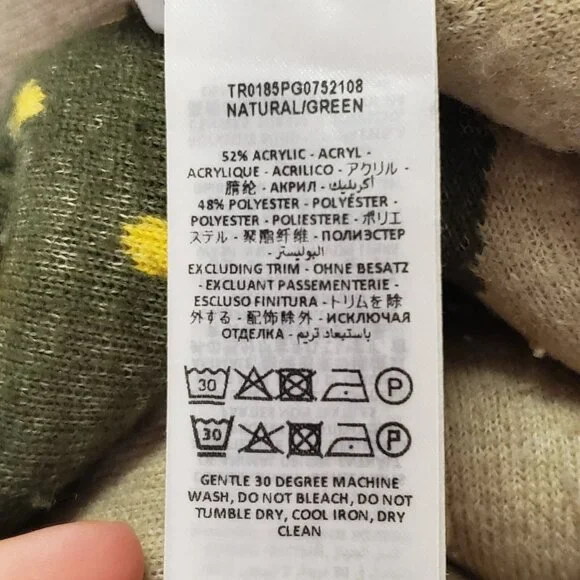 TR0185PG0752108
NATURAL/GREEN
52% ACRYLIC - ACRYL -
ACRYLIQUE - ACRILICO - アクリル -
腈纶 - АКРИЛ - أكريليك
48% POLYESTER - POLYESTER -
POLYESTER - POLIESTERE - ポリエ
ステル - 聚酯纤维 - ПОЛИЭСТЕР
- البوليستر
EXCLUDING TRIM - OHNE BESATZ
- EXCLUANT PASSEMENTERIE -
ESCLUSO FINITURA - トリムを除
外する - 配饰除外 - ИСКЛЮЧАЯ
ОТДЕЛКА - باستبعاد تريم
30 P
30 P
GENTLE 30 DEGREE MACHINE
WASH, DO NOT BLEACH, DO NOT
TUMBLE DRY, COOL IRON, DRY
CLEAN